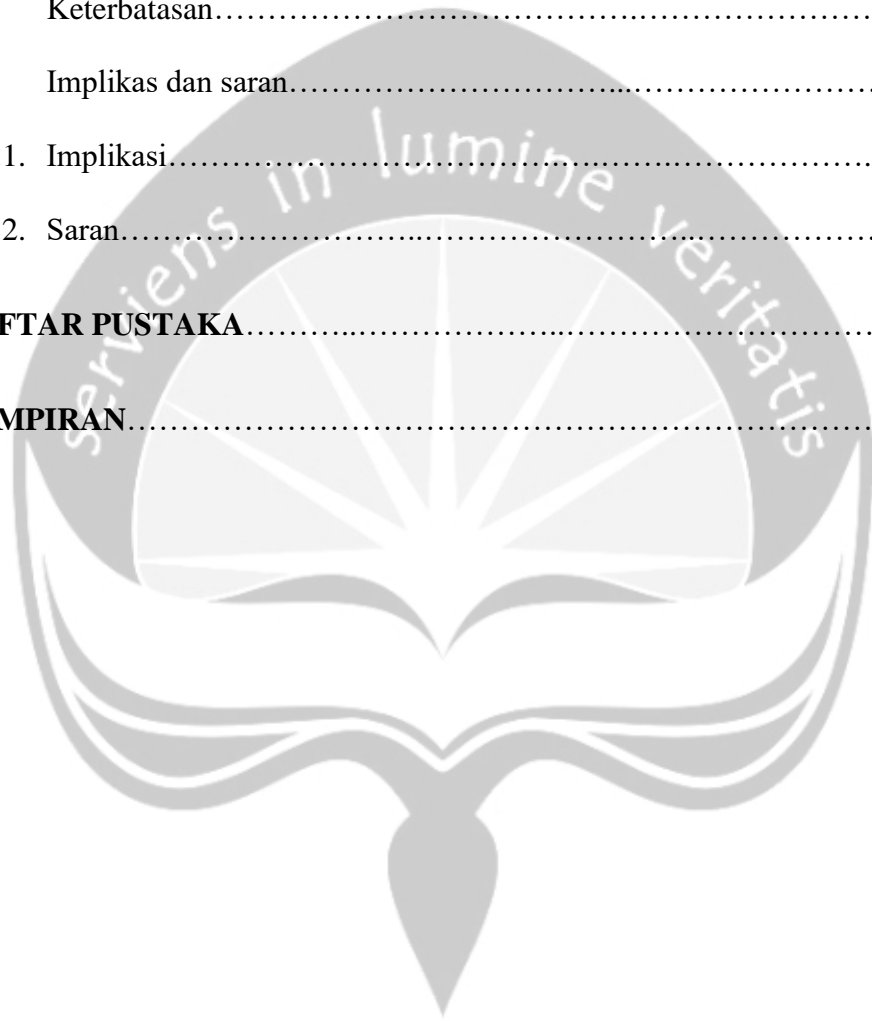 Keterbatasan……………………………….…………………
Implikas dan saran…………………………..…………………
1. Implikasi…………………………….…….……………….
2. Saran………………………..…………………….……………
FTAR PUSTAKA………..………………..………………………
MPIRAN………………………………………………………………
serviens in lumine veritatis